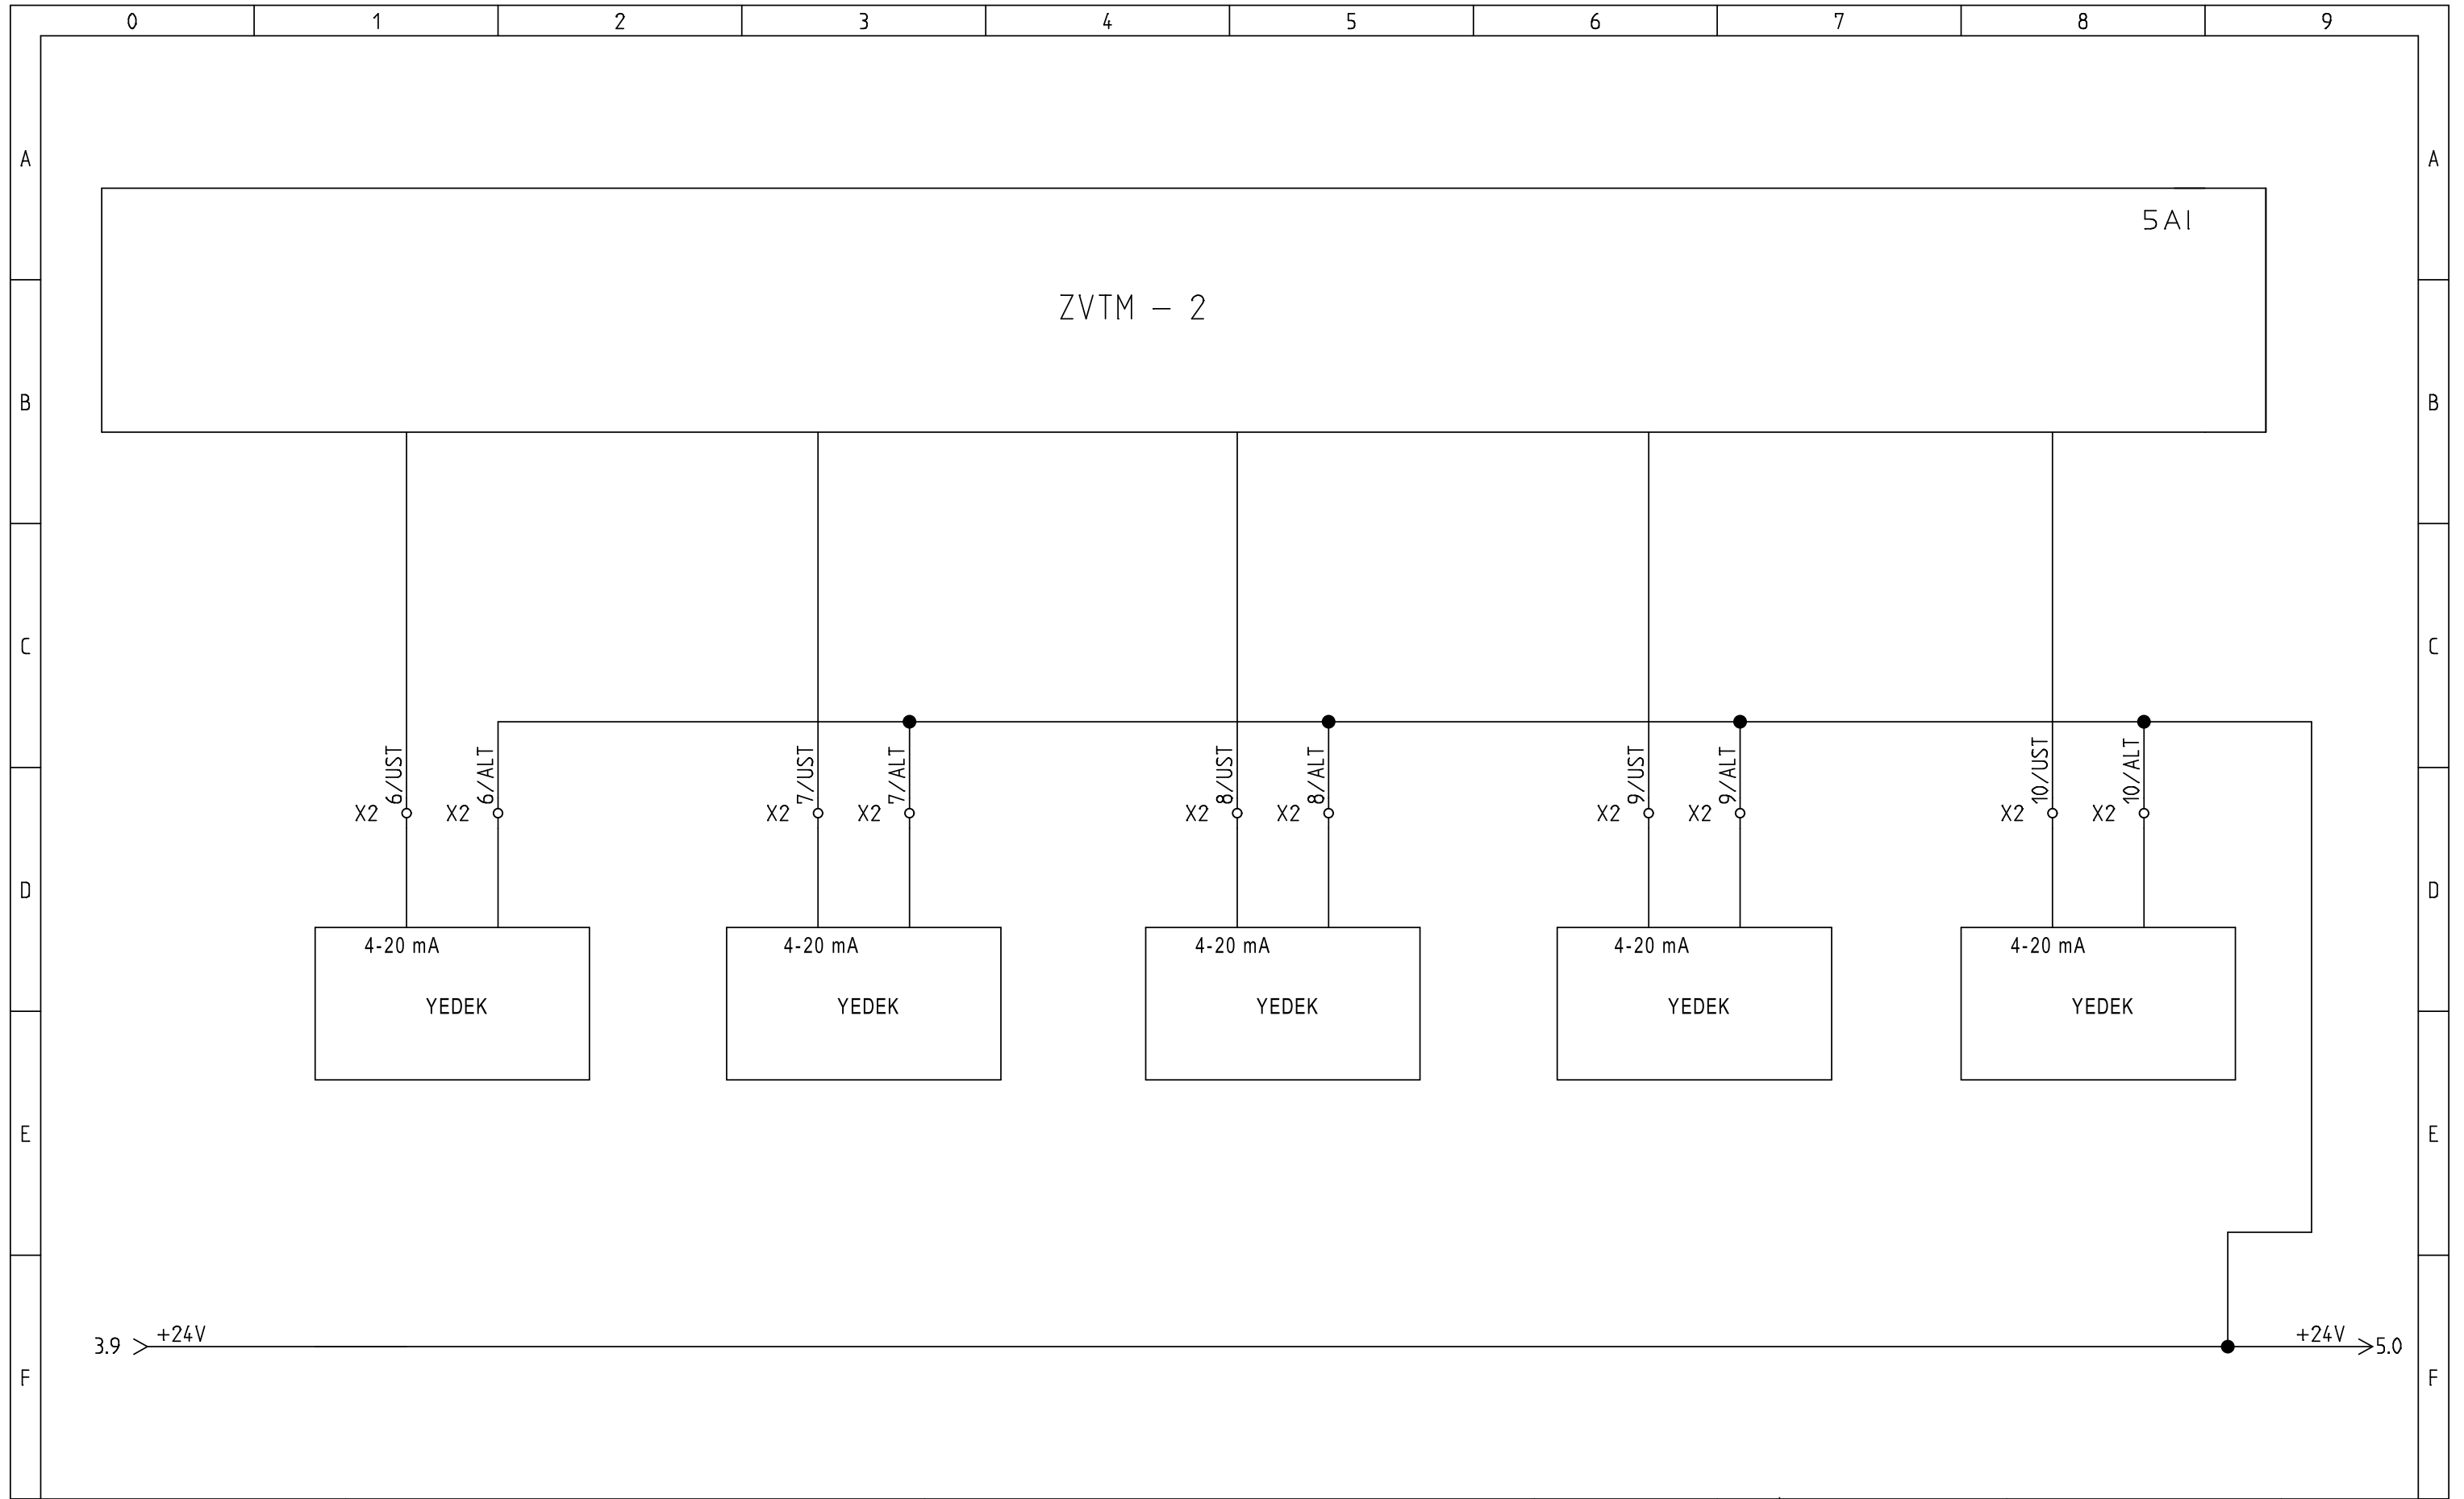 0 1 2 3 4 5 6 7 8 9
A A
5AI
ZVTM - 2
B B
C C
6/UST 6/ALT 7/UST 7/ALT 8/UST 8/ALT 9/UST 9/ALT 10/UST 10/ALT
X2 X2 X2 X2 X2 X2 X2 X2 X2 X2
D D
4-20 mA 4-20 mA 4-20 mA 4-20 mA 4-20 mA
YEDEK YEDEK YEDEK YEDEK YEDEK
E E
+24V +24V
3.9 5.0
F F